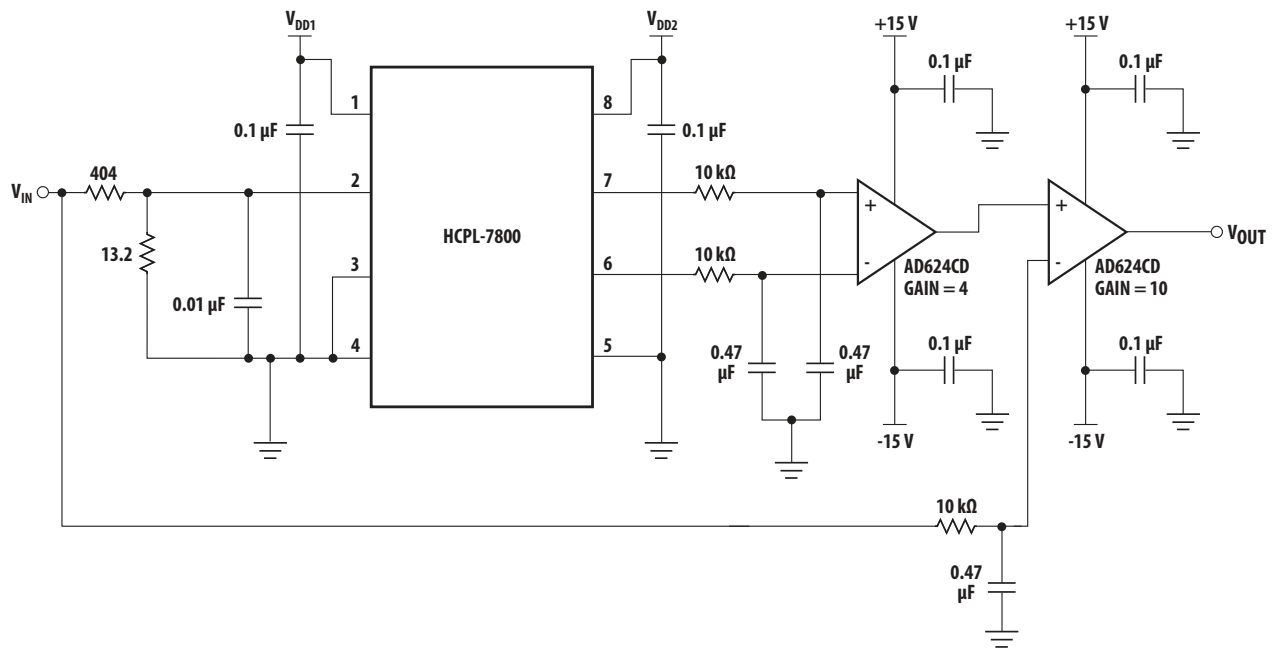 VDD1
VDD2
+15 V
+15 V
0.1 µF
0.1 µF
1
8
0.1 µF
0.1 µF
404
10 kΩ
VIN
2
7
+
+
HCPL-7800
VOUT
13.2
10 kΩ
3
6
-
-
AD624CD
GAIN = 4
AD624CD
GAIN = 10
0.01 µF
4
5
0.47
µF
0.47
µF
0.1 µF
0.1 µF
-15 V
-15 V
10 kΩ
0.47
µF